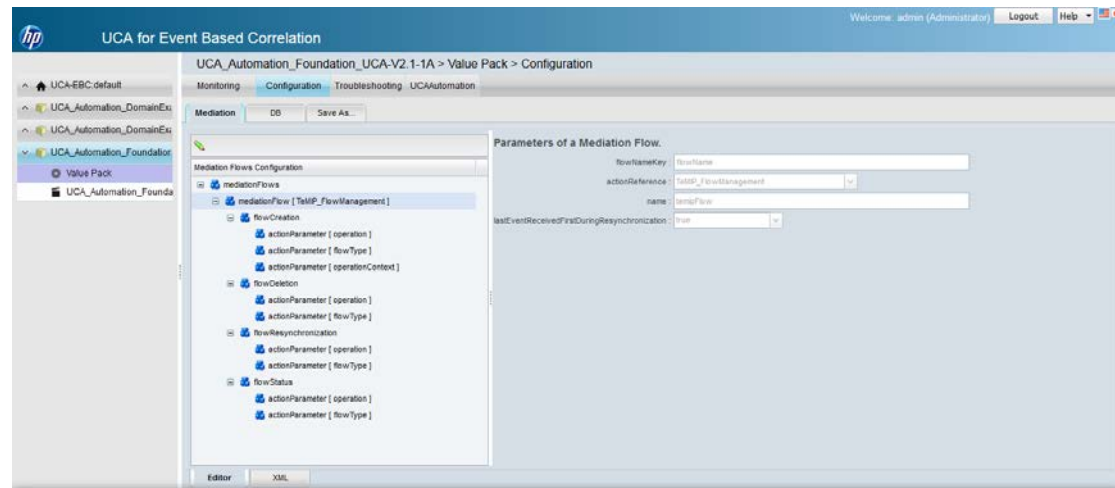 Welcome: admin (Administrator) Logout Help
hp UCA for Event Based Correlation
UCA_Automation_Foundation_UCA-V2.1-1A > Value Pack > Configuration
UCA-EBC:default
UCA_Automation_DomainExa
UCA_Automation_DomainExa
UCA_Automation_Foundation
Value Pack
UCA_Automation_Founda
Monitoring Configuration Troubleshooting UCAAutomation
Mediation DB Save As...
Mediation Flows Configuration
mediationFlows
mediationFlow [ TeMIP_FlowManagement ]
flowCreation
actionParameter [ operation ]
actionParameter [ flowType ]
actionParameter [ operationContext ]
flowDeletion
actionParameter [ operation ]
actionParameter [ flowType ]
flowResynchronization
actionParameter [ operation ]
actionParameter [ flowType ]
flowStatus
actionParameter [ operation ]
actionParameter [ flowType ]
Parameters of a Mediation Flow.
flowNameKey : flowName
actionReference : TeMIP_FlowManagement
name : temipFlow
lastEventReceivedFirstDuringResynchronization : true
Editor XML